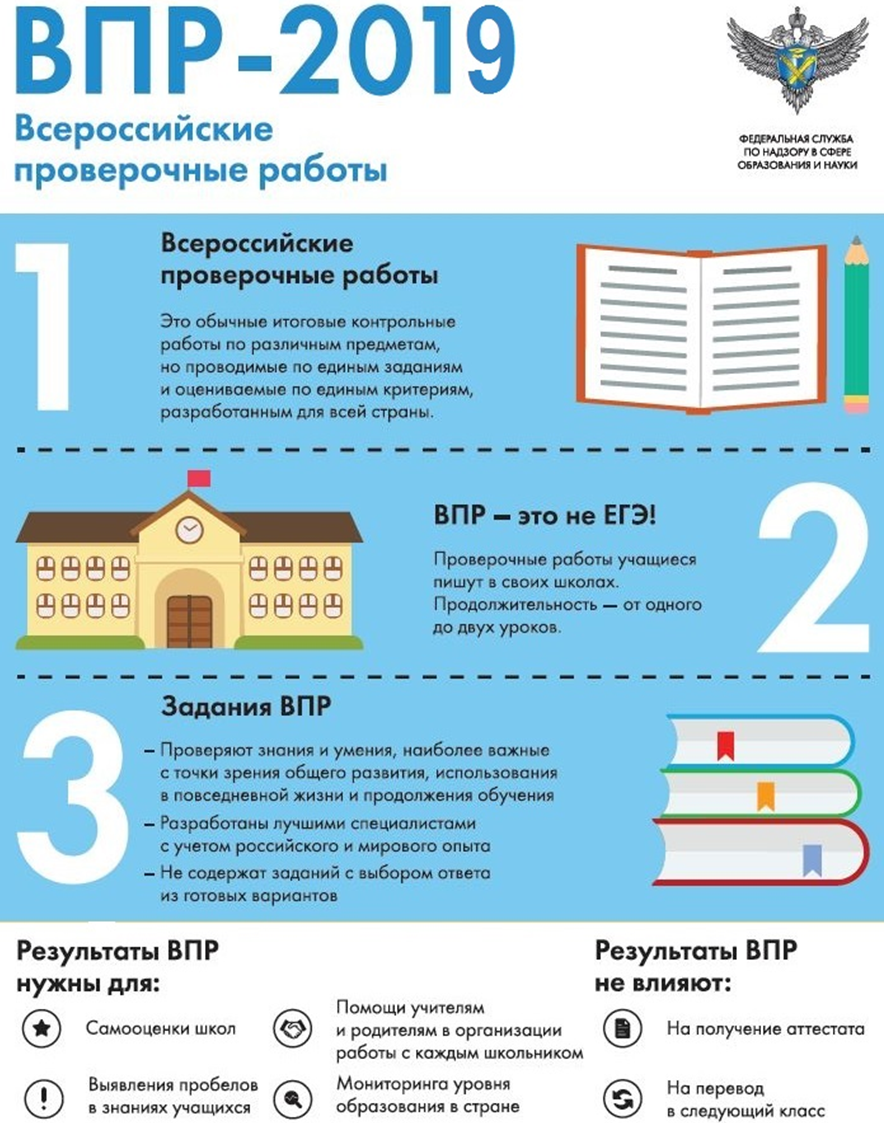 ВПР-2019
Всероссийские
проверочные работы
ФЕДЕРАЛЬНАЯ СЛУЖБА
ПО НАДЗОРУ В СФЕРЕ
ОБРАЗОВАНИЯ И НАУКИ
1
Всероссийские
проверочные работы
Это обычные итоговые контрольные
работы по различным предметам,
но проводимые по единым заданиям
и оцениваемые по единым критериям,
разработанным для всей страны.
2
ВПР – это не ЕГЭ!
Проверочные работы учащиеся
пишут в своих школах.
Продолжительность — от одного
до двух уроков.
3
Задания ВПР
– Проверяют знания и умения, наиболее важные
с точки зрения общего развития, использования
в повседневной жизни и продолжения обучения
– Разработаны лучшими специалистами
с учетом российского и мирового опыта
– Не содержат заданий с выбором ответа
из готовых вариантов
Результаты ВПР
нужны для:
Самооценки школ
Выявления пробелов
в знаниях учащихся
Помощи учителям
и родителям в организации
работы с каждым школьником
Мониторинга уровня
образования в стране
Результаты ВПР
не влияют:
На получение аттестата
На перевод
в следующий класс